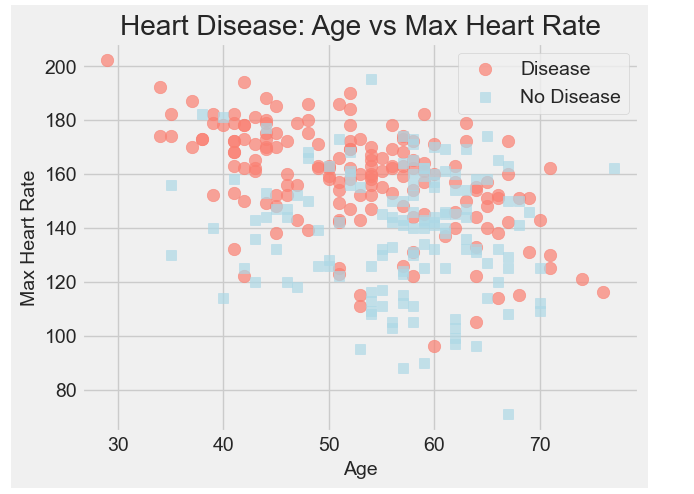 Heart Disease: Age vs Max Heart Rate
Disease
No Disease
Max Heart Rate
200
180
160
140
120
100
80
30 40 50 60 70
Age